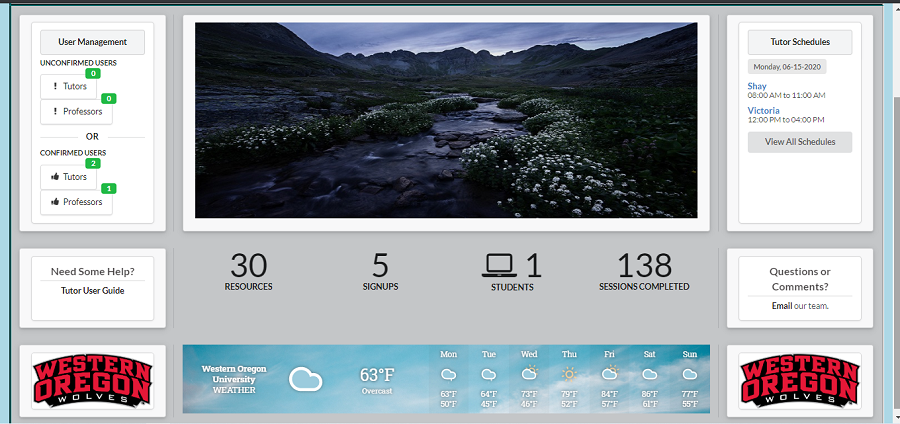 User Management
UNCONFIRMED USERS
0
! Tutors
0
! Professors
OR
CONFIRMED USERS
2
Tutors
1
Professors
Tutor Schedules
Monday, 06-15-2020
Shay
08:00 AM to 11:00 AM
Victoria
12:00 PM to 04:00 PM
View All Schedules
Need Some Help?
Tutor User Guide
30
RESOURCES
5
SIGNUPS
1
STUDENTS
138
SESSIONS COMPLETED
Questions or
Comments?
Email our team.
WESTERN
OREGON
WOLVES
Western Oregon
University
WEATHER
63°F
Overcast
Mon Tue Wed Thu Fri Sat Sun
63°F 64°F 73°F 79°F 84°F 86°F 77°F
50°F 45°F 46°F 52°F 57°F 61°F 55°F
WESTERN
OREGON
WOLVES